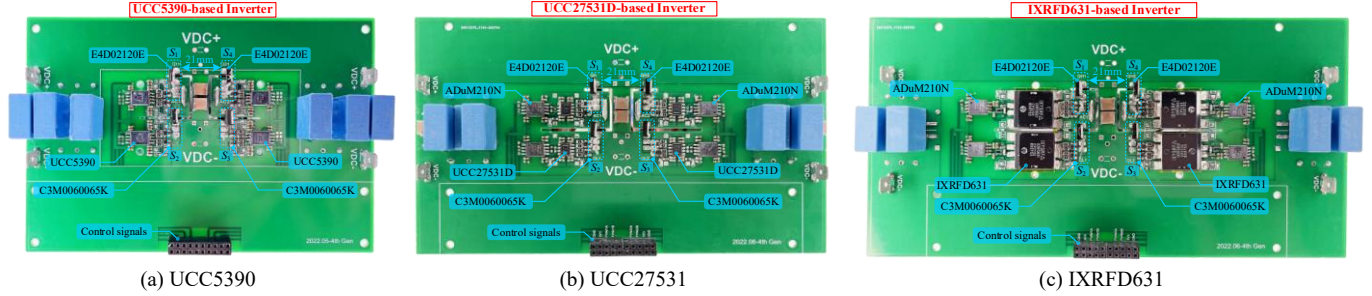 UCC5390-based Inverter
VDC+
E4D02120E
S1
S4
E4D02120E
21mm
UCC5390
S2
VDC-
S3
UCC5390
C3M0060065K
C3M0060065K
Control signals
2022.06-4th Gen
(a) UCC5390
UCC27531D-based Inverter
VDC+
E4D02120E
S1
S4
E4D02120E
21mm
ADuM210N
ADuM210N
UCC27531D
S2
VDC-
S3
UCC27531D
C3M0060065K
C3M0060065K
Control signals
2022.06-4th Gen
(b) UCC27531
IXRFD631-based Inverter
VDC+
E4D02120E
S1
S4
E4D02120E
21mm
ADuM210N
ADuM210N
IXRFD631
S2
VDC-
S3
IXRFD631
C3M0060065K
C3M0060065K
Control signals
2022.06-4th Gen
(c) IXRFD631